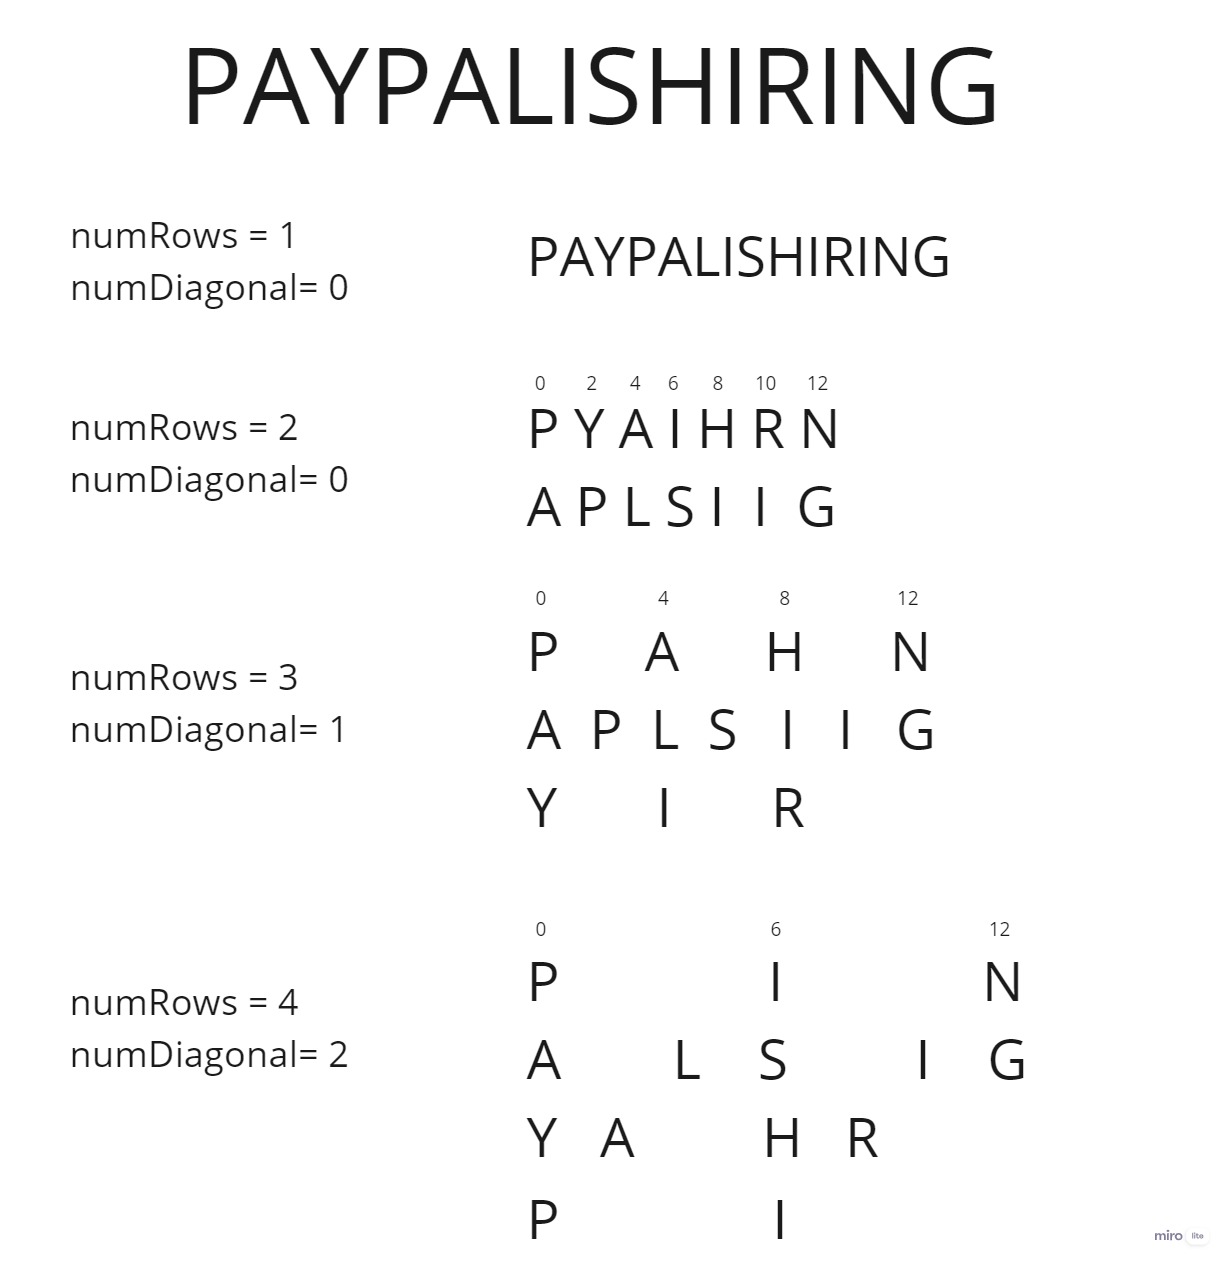 PAYPALISHIRING
numRows = 1
numDiagonal= 0
PAYPALISHIRING
numRows = 2
numDiagonal= 0
0 2 4 6 8 10 12
P Y A I H R N
A P L S I I G
numRows = 3
numDiagonal= 1
0 4 8 12
P A H N
A P L S I I G
Y I R
numRows = 4
numDiagonal= 2
0 6 12
P I N
A L S I G
Y A H R
P I
miro lite